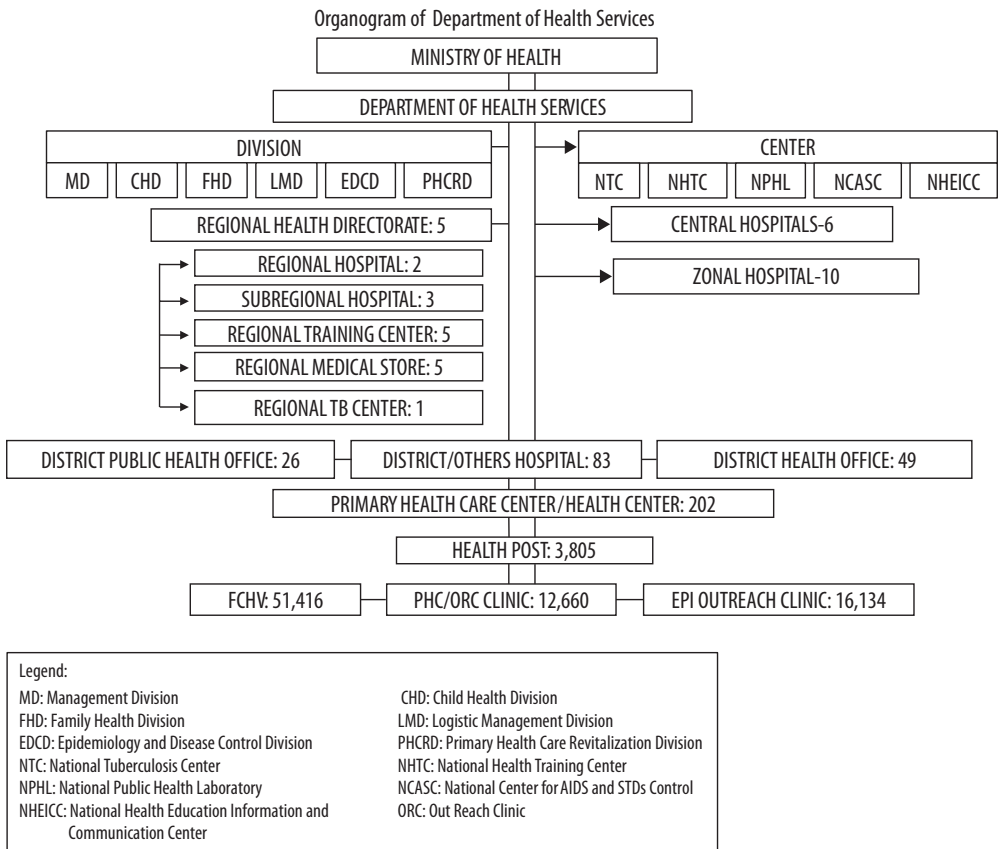 Organogram of Department of Health Services
MINISTRY OF HEALTH
DEPARTMENT OF HEALTH SERVICES
DIVISION
MD
CHD
FHD
LMD
EDCD
PHCRD
CENTER
NTC
NHTC
NPHL
NCASC
NHEICC
REGIONAL HEALTH DIRECTORATE: 5
CENTRAL HOSPITALS-6
REGIONAL HOSPITAL: 2
ZONAL HOSPITAL-10
SUBREGIONAL HOSPITAL: 3
REGIONAL TRAINING CENTER: 5
REGIONAL MEDICAL STORE: 5
REGIONAL TB CENTER: 1
DISTRICT PUBLIC HEALTH OFFICE: 26
DISTRICT/OTHERS HOSPITAL: 83
DISTRICT HEALTH OFFICE: 49
PRIMARY HEALTH CARE CENTER/HEALTH CENTER: 202
HEALTH POST: 3,805
FCHV: 51,416
PHC/ORC CLINIC: 12,660
EPI OUTREACH CLINIC: 16,134
Legend:
MD: Management Division
CHD: Child Health Division
FHD: Family Health Division
LMD: Logistic Management Division
EDCD: Epidemiology and Disease Control Division
PHCRD: Primary Health Care Revitalization Division
NTC: National Tuberculosis Center
NHTC: National Health Training Center
NPHL: National Public Health Laboratory
NCASC: National Center for AIDS and STDs Control
NHEICC: National Health Education Information and
Communication Center
ORC: Out Reach Clinic